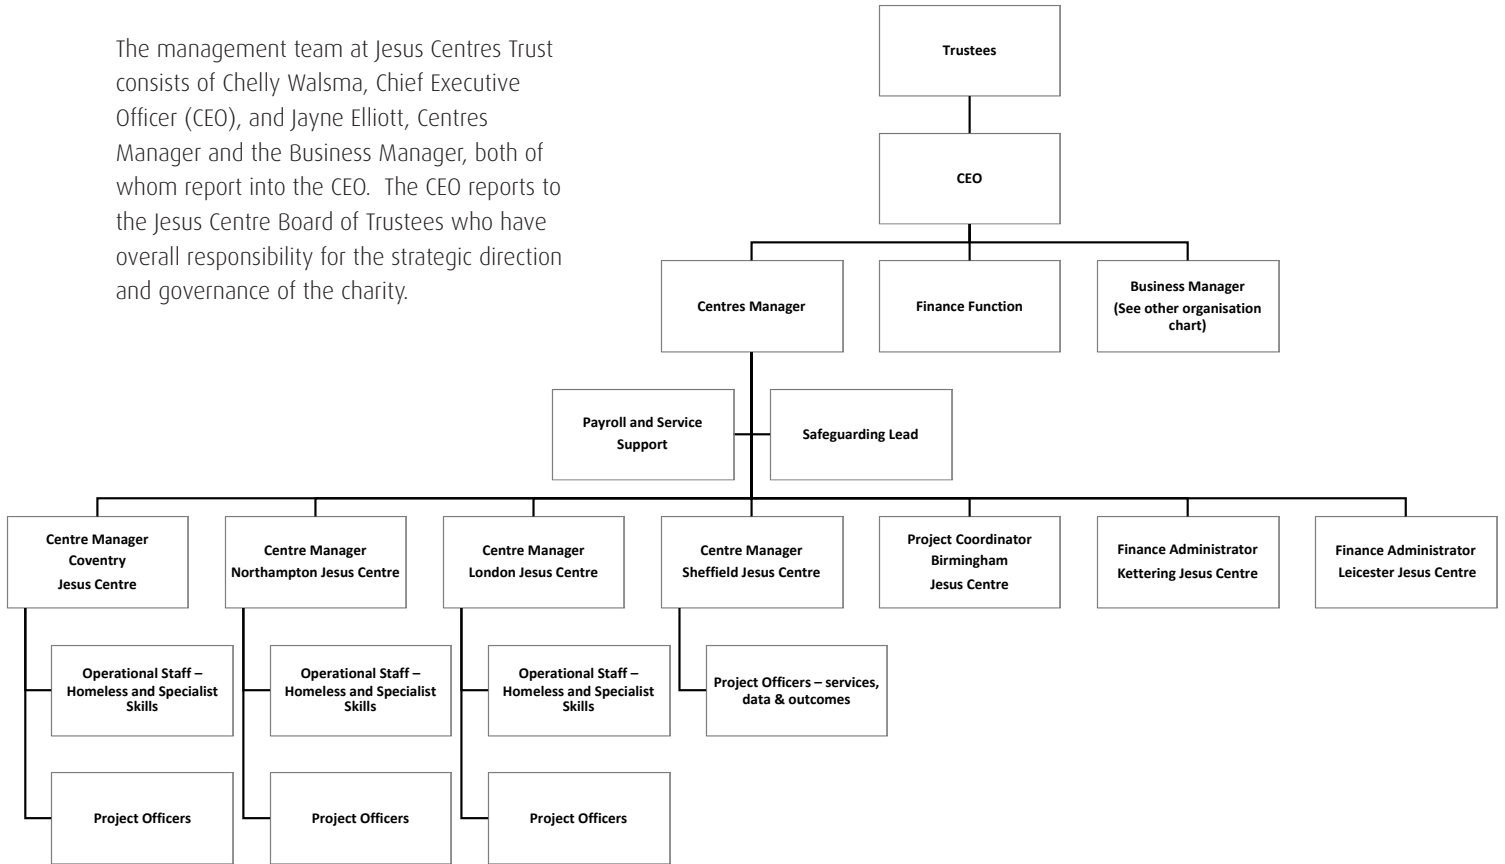 The management team at Jesus Centres Trust
consists of Chelly Walsma, Chief Executive
Officer (CEO), and Jayne Elliott, Centres
Manager and the Business Manager, both of
whom report into the CEO.  The CEO reports to
the Jesus Centre Board of Trustees who have
overall responsibility for the strategic direction
and governance of the charity.
Trustees
CEO
Centres Manager
Finance Function
Business Manager
(See other organisation
chart)
Payroll and Service
Support
Safeguarding Lead
Centre Manager
Coventry
Jesus Centre
Centre Manager
Northampton Jesus Centre
Centre Manager
London Jesus Centre
Centre Manager
Sheffield Jesus Centre
Project Coordinator
Birmingham
Jesus Centre
Finance Administrator
Kettering Jesus Centre
Finance Administrator
Leicester Jesus Centre
Operational Staff –
Homeless and Specialist
Skills
Operational Staff –
Homeless and Specialist
Skills
Operational Staff –
Homeless and Specialist
Skills
Project Officers – services,
data & outcomes
Project Officers
Project Officers
Project Officers